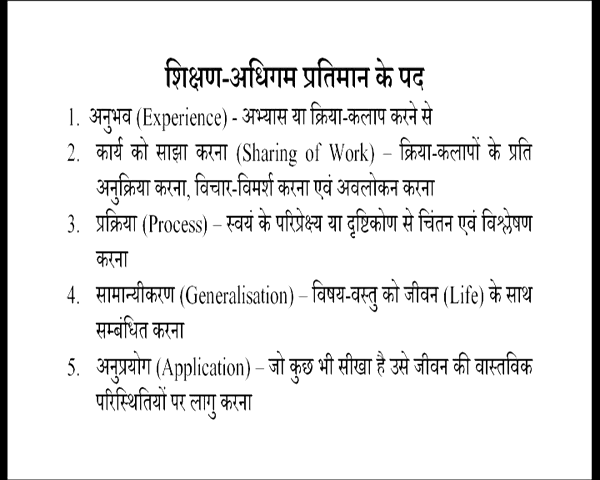 शिक्षण-अधिगम प्रतिमान के पद
1. अनुभव (Experience) - अभ्यास या क्रिया-कलाप करने से
2. कार्य को साझा करना (Sharing of Work) – क्रिया-कलापों के प्रति
अनुक्रिया करना, विचार-विमर्श करना एवं अवलोकन करना
3. प्रक्रिया (Process) – स्वयं के परिप्रेक्ष्य या दृष्टिकोण से चिंतन एवं विश्लेषण
करना
4. सामान्यीकरण (Generalisation) – विषय-वस्तु को जीवन (Life) के साथ
सम्बंधित करना
5. अनुप्रयोग (Application) – जो कुछ भी सीखा है उसे जीवन की वास्तविक
परिस्थितियों पर लागु करना